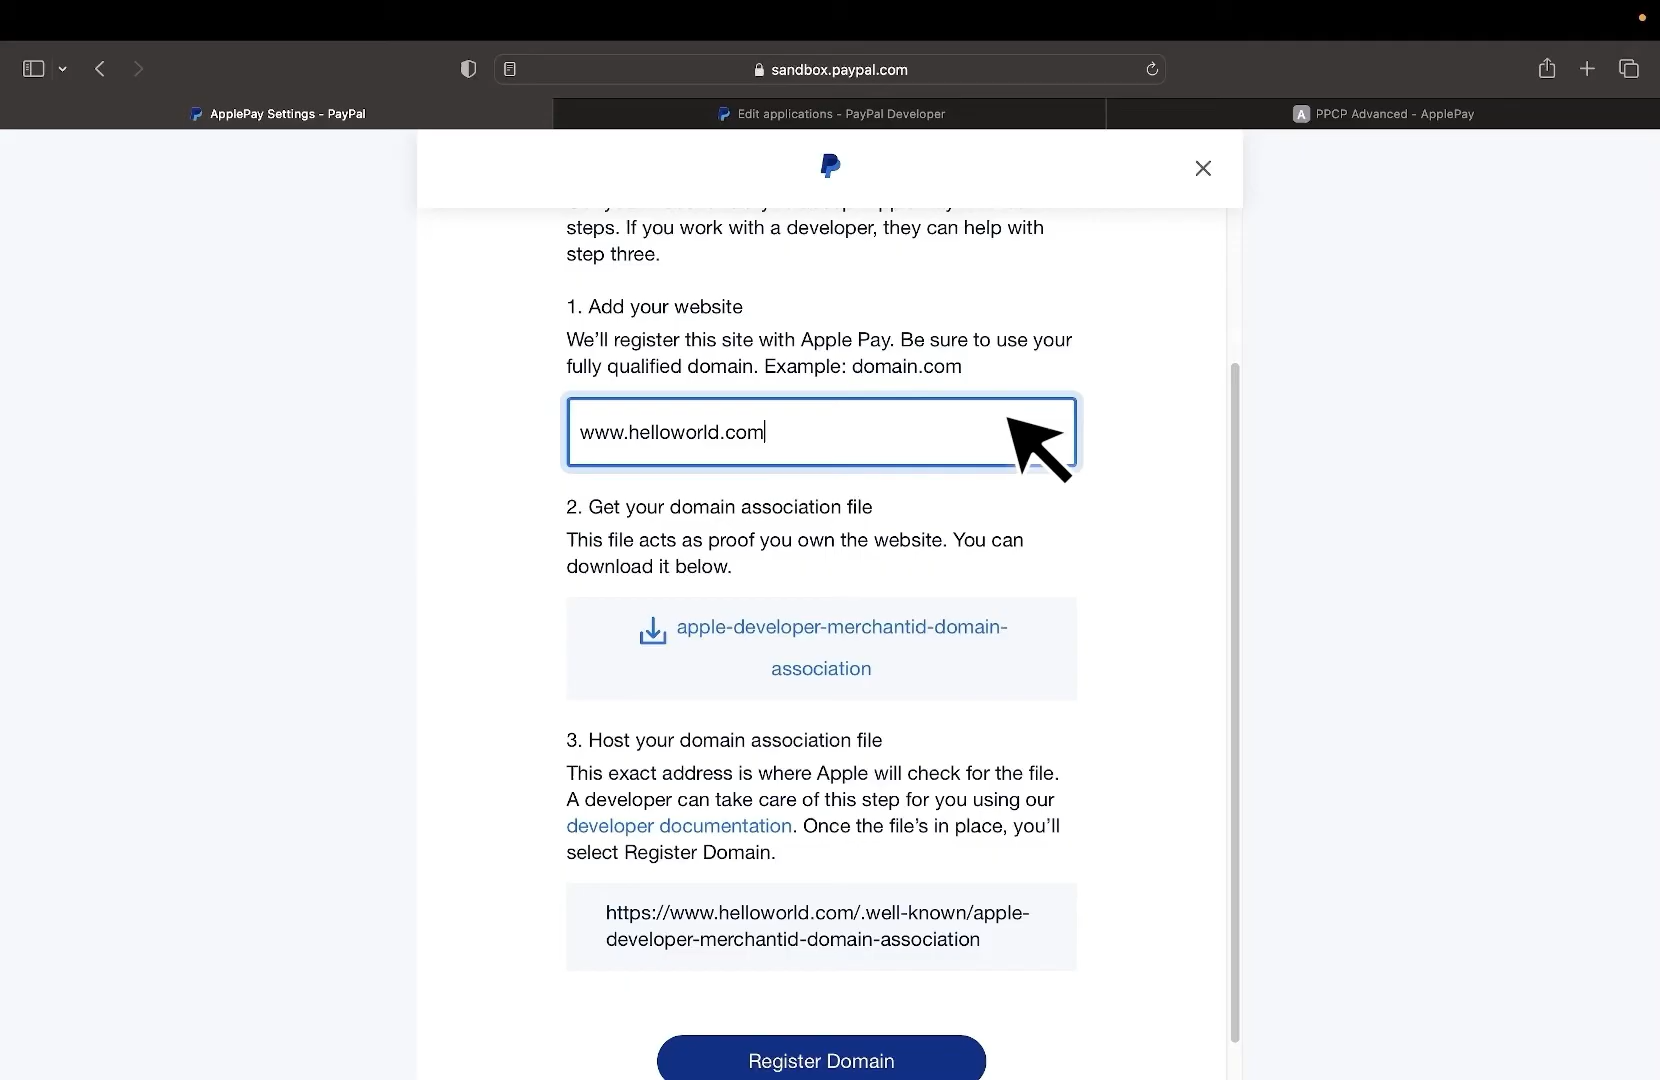 sandbox.paypal.com
ApplePay Settings - PayPal
Edit applications - PayPal Developer
A PPCP Advanced - ApplePay
steps. If you work with a developer, they can help with
step three.
1. Add your website
We’ll register this site with Apple Pay. Be sure to use your
fully qualified domain. Example: domain.com
www.helloworld.com
2. Get your domain association file
This file acts as proof you own the website. You can
download it below.
apple-developer-merchantid-domain-
association
3. Host your domain association file
This exact address is where Apple will check for the file.
A developer can take care of this step for you using our
developer documentation. Once the file’s in place, you’ll
select Register Domain.
https://www.helloworld.com/.well-known/apple-
developer-merchantid-domain-association
Register Domain